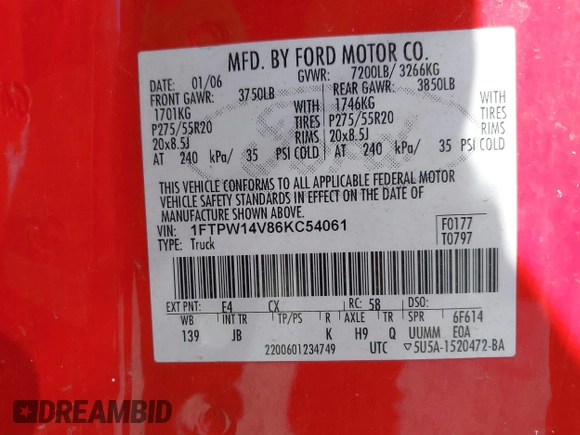 MFD. BY FORD MOTOR CO.
DATE: 01/06 GVWR: 7200LB/ 3266KG
FRONT GAWR: 3750LB REAR GAWR: 3850LB
1701KG WITH 1746KG WITH
P275/55R20 TIRES P275/55R20 TIRES
20x8.5J RIMS 20x8.5J RIMS
AT 240 kPa/ 35 PSI COLD AT 240 kPa/ 35 PSI COLD
THIS VEHICLE CONFORMS TO ALL APPLICABLE FEDERAL MOTOR
VEHICLE SAFETY STANDARDS IN EFFECT ON THE DATE OF
MANUFACTURE SHOWN ABOVE.
VIN: 1FTPW14V86KC54061 F0177
TYPE: Truck T0797
EXT PNT: E4 CX RC: 58 DSO:
WB INT TR TP/PS R AXLE TR SPR 6F614
139 JB K H9 Q UUMM EOA
2200601234749 UTC ▽5U5A-1520472-BA
DREAMBID